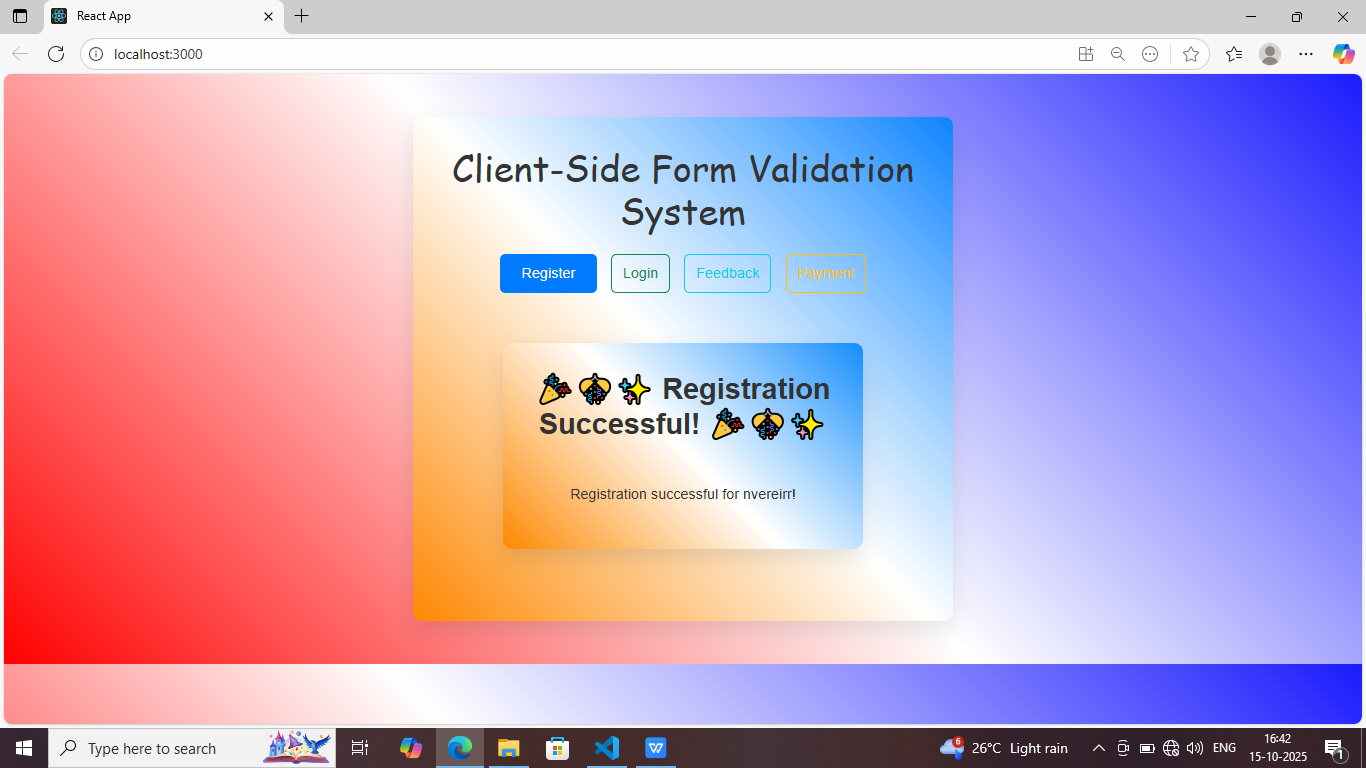 React App
localhost:3000
Client-Side Form Validation
System
Register Login Feedback Payment
🎉 🎊 ✨ Registration
Successful! 🎉 🎊 ✨
Registration successful for nvereirr!
Type here to search
6
26°C Light rain
ENG
16:42
15-10-2025
1